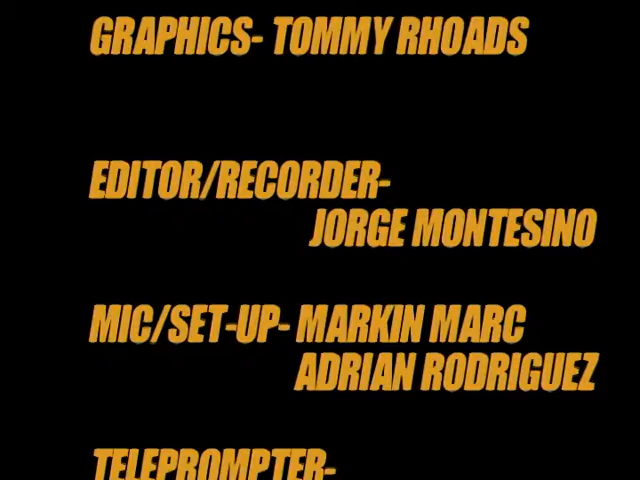 GRAPHICS- TOMMY RHOADS
EDITOR/RECORDER-
JORGE MONTESINO
MIC/SET-UP- MARKIN MARC
ADRIAN RODRIGUEZ
TELEPROMPTER-